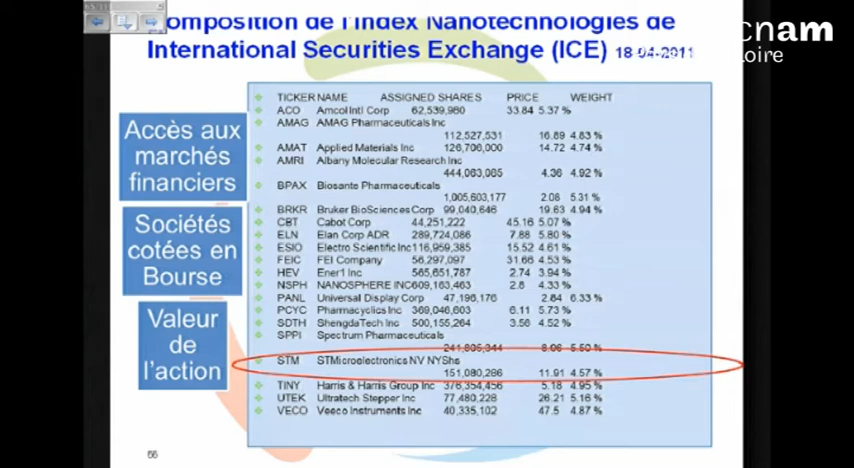 omposition de l'Index Nanotechnologies de
International Securities Exchange (ICE) 18-04-2011
cnam
Loire
Accès aux
marchés
financiers
Sociétés
cotées en
Bourse
Valeur
de
l'action
TICKER NAME ASSIGNED SHARES PRICE WEIGHT
ACO Amcol Intl Corp 62,539,960 33.84 5.37 %
AMAG AMAG Pharmaceuticals Inc
112,527,531 16.89 4.83 %
AMAT Applied Materials Inc 126,706,000 14.72 4.74 %
AMRI Albany Molecular Research Inc
444,063,085 4.36 4.92 %
BPAX Biosante Pharmaceuticals
1,005,603,177 2.08 5.31 %
BRKR Bruker BioSciences Corp 99,040,646 19.63 4.94 %
CBT Cabot Corp 44,251,222 45.16 5.07 %
ELN Elan Corp ADR 289,724,086 7.88 5.80 %
ESIO Electro Scientific Inc 116,959,385 15.52 4.61 %
FEIC FEI Company 56,297,097 31.66 4.53 %
HEV Ener1 Inc 565,651,787 2.74 3.94 %
NSPH NANOSPHERE INC 609,163,463 2.8 4.33 %
PANL Universal Display Corp 47,196,176 2.84 6.33 %
PCYC Pharmacyclics Inc 369,046,603 6.11 5.73 %
SDTH ShengdaTech Inc 500,155,264 3.56 4.52 %
SPPI Spectrum Pharmaceuticals
241,805,344 8.06 5.50 %
STM STMicroelectronics NV NYShs
151,080,286 11.91 4.57 %
TINY Harris & Harris Group Inc 376,354,456 5.18 4.95 %
UTEK Ultratech Stepper Inc 77,480,228 26.21 5.16 %
VECO Veeco Instruments Inc 40,335,102 47.5 4.87 %
66